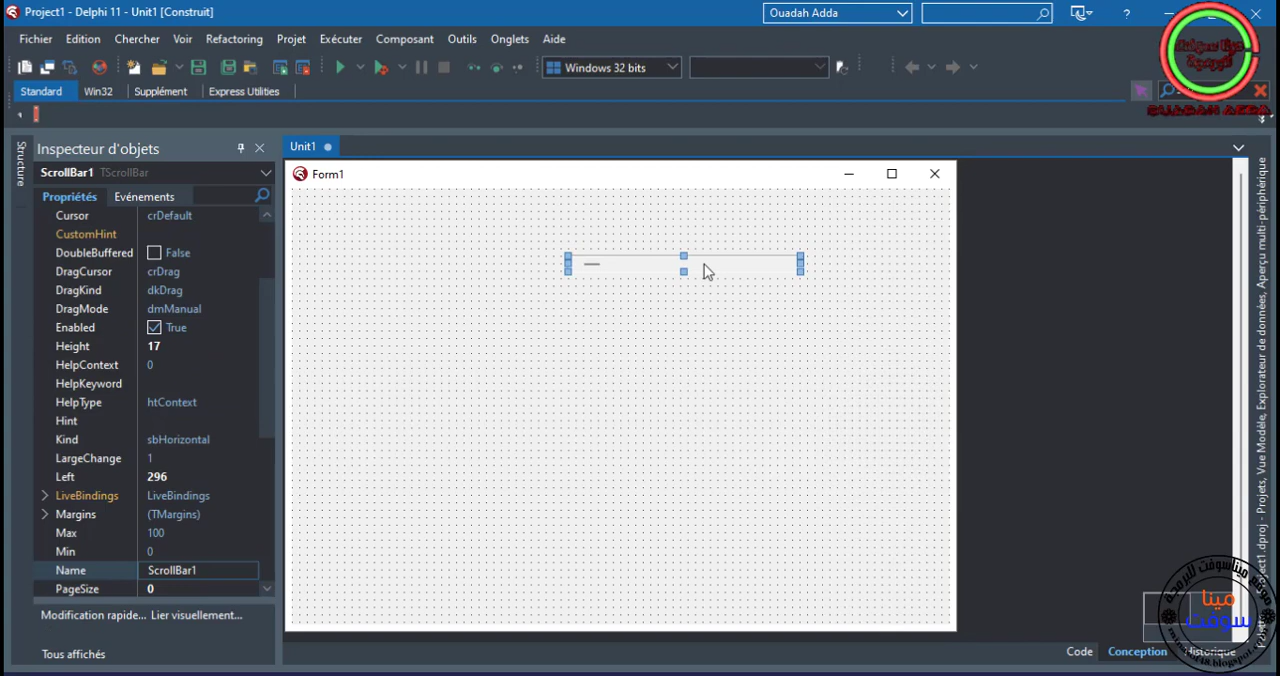 Project1 - Delphi 11 - Unit1 [Construit]
Ouadah Adda
?
Fichier Edition Chercher Voir Refactoring Projet Exécuter Composant Outils Onglets Aide
Windows 32 bits
Standard Win32 Supplément Express Utilities
OUADAH ADDA
Structure
Inspecteur d'objets
ScrollBar1 TScrollBar
Propriétés Evénements
Cursor crDefault
CustomHint
DoubleBuffered False
DragCursor crDrag
DragKind dkDrag
DragMode dmManual
Enabled True
Height 17
HelpContext 0
HelpKeyword
HelpType htContext
Hint
Kind sbHorizontal
LargeChange 1
Left 296
LiveBindings LiveBindings
Margins (TMargins)
Max 100
Min 0
Name ScrollBar1
PageSize 0
Modification rapide... Lier visuellement...
Tous affichés
Unit1
Form1
Code Conception Historique
Project1.dproj - Projets, Vue Modèle, Explorateur de données, Aperçu multi-périphérique
موقع ميناسوفت للبرمجة
مينا
سوفت